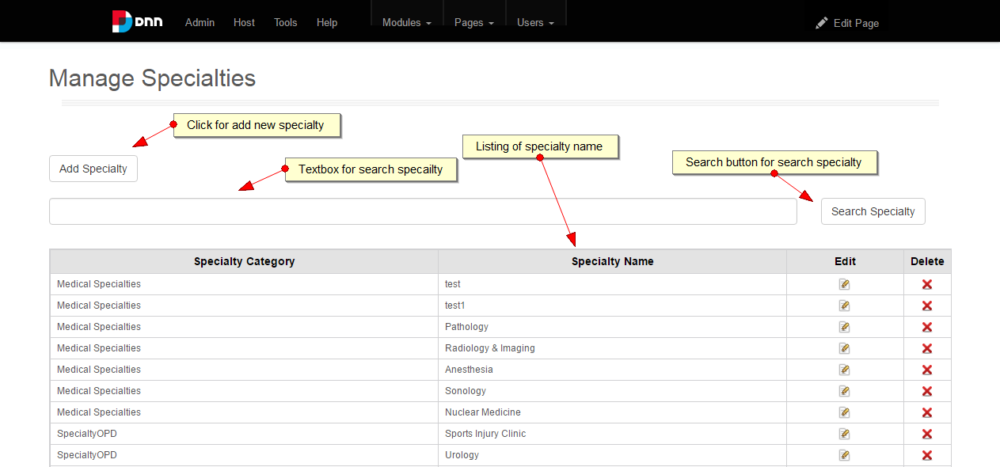 DNN Admin Host Tools Help Modules Pages Users Edit Page
Manage Specialties
Click for add new specialty
Listing of specialty name
Search button for search specialty
Add Specialty
Textbox for search specailty
Search Specialty
Specialty Category Specialty Name Edit Delete
Medical Specialties test
Medical Specialties test1
Medical Specialties Pathology
Medical Specialties Radiology & Imaging
Medical Specialties Anesthesia
Medical Specialties Sonology
Medical Specialties Nuclear Medicine
SpecialtyOPD Sports Injury Clinic
SpecialtyOPD Urology